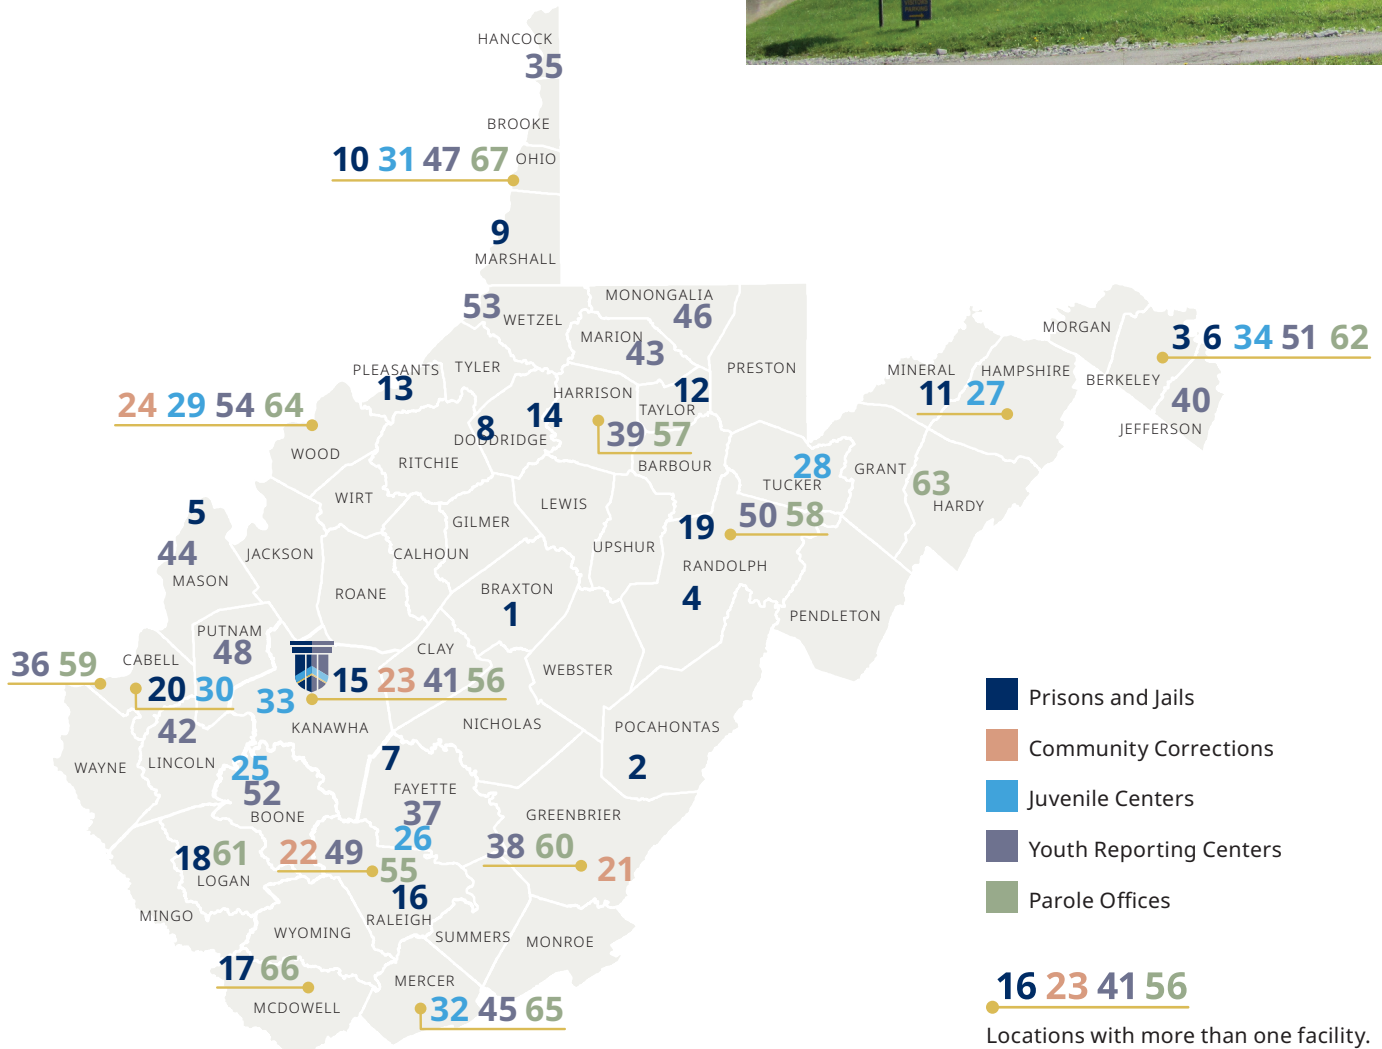 HANCOCK
35
BROOKE
10 31 47 67 OHIO
9
MARSHALL
53 WETZEL
MONONGALIA
46
MARION
43
PRESTON
MORGAN
3 6 34 51 62
BERKELEY
40
JEFFERSON
MINERAL HAMPSHIRE
11 27
PLEASANTS
13
TYLER
24 29 54 64
WOOD
HARRISON
12
TAYLOR
14
8
DODDRIDGE
39 57
BARBOUR
RITCHIE
28
TUCKER
GRANT
63
HARDY
WIRT
LEWIS
GILMER
5
19
50 58
44
MASON
JACKSON
CALHOUN
UPSHUR
RANDOLPH
4
ROANE
BRAXTON
1
PENDLETON
PUTNAM
48
CLAY
36 59
CABELL
20 30
33
15 23 41 56
KANAWHA
WEBSTER
42
LINCOLN
NICHOLAS
POCAHONTAS
2
WAYNE
25
52
BOONE
7
FAYETTE
37
26
GREENBRIER
38 60
21
18 61
LOGAN
22 49
55
16
RALEIGH
MINGO
WYOMING
SUMMERS
MONROE
17 66
MCDOWELL
MERCER
32 45 65
Prisons and Jails
Community Corrections
Juvenile Centers
Youth Reporting Centers
Parole Offices
16 23 41 56
Locations with more than one facility.